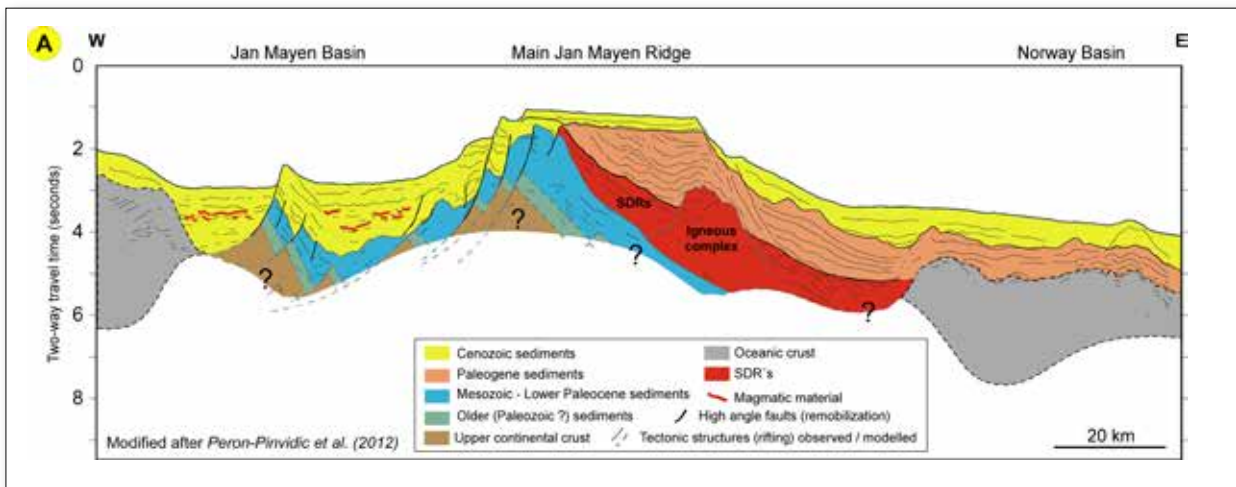 A
W
E
Jan Mayen Basin
Main Jan Mayen Ridge
Norway Basin
0
2
4
6
8
Two-way travel time (seconds)
SDRs
Igneous
complex
?
?
?
?
Cenozoic sediments
Paleogene sediments
Mesozoic - Lower Paleocene sediments
Older (Paleozoic ?) sediments
Upper continental crust
Oceanic crust
SDR´s
Magmatic material
High angle faults (remobilization)
Tectonic structures (rifting) observed / modelled
Modified after Peron-Pinvidic et al. (2012)
20 km